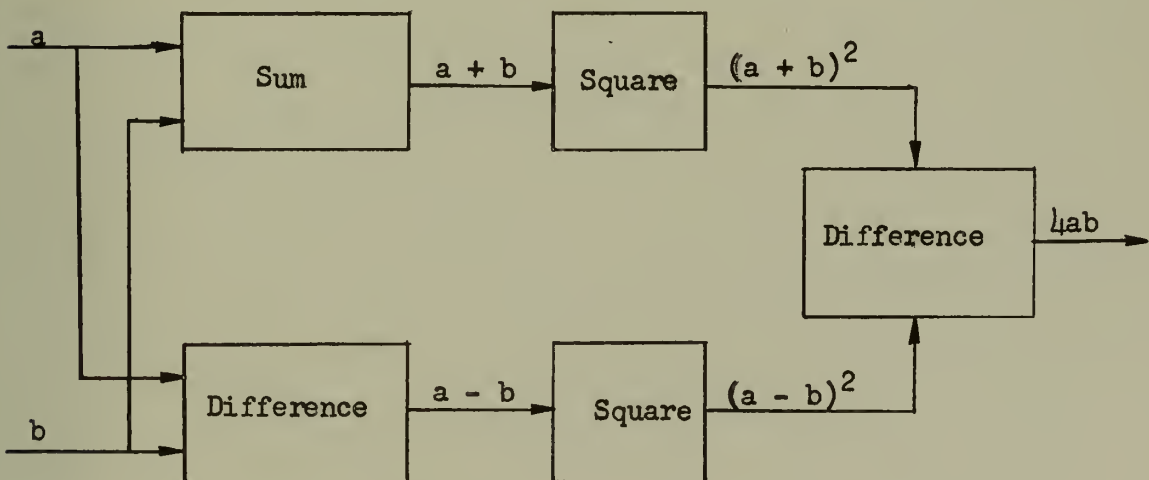 a
Sum
a + b
Square
(a + b)²
Difference
4ab
b
Difference
a - b
Square
(a - b)²